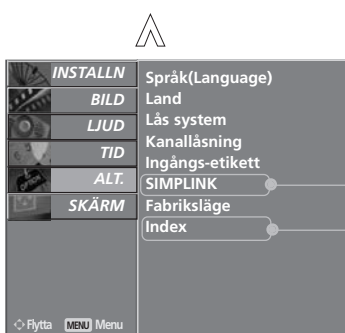 INSTALLN
BILD
LJUD
TID
ALT.
SKÄRM
Språk(Language)
Land
Lås system
Kanallåsning
Ingångs-etikett
SIMPLINK
Fabriksläge
Index
Flytta MENU Menu